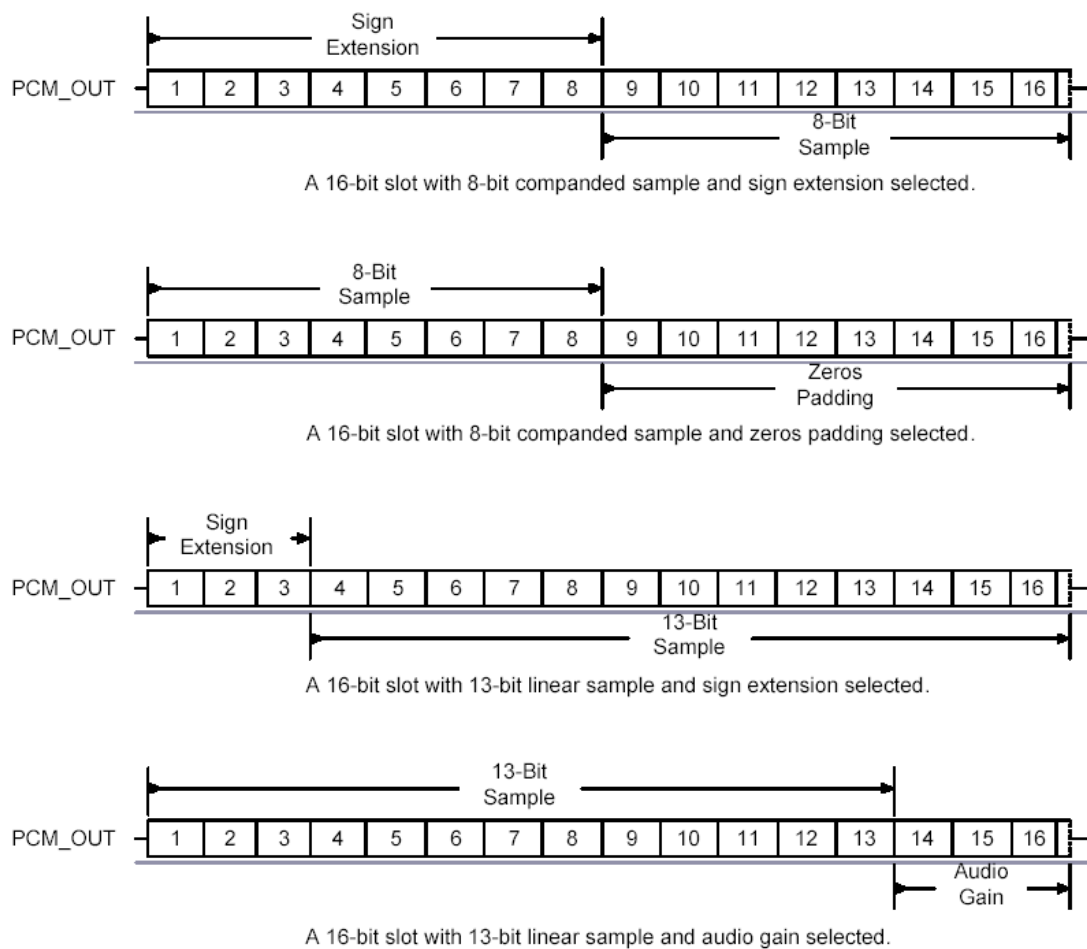 Sign
Extension
PCM_OUT 1 2 3 4 5 6 7 8 9 10 11 12 13 14 15 16
8-Bit
Sample
A 16-bit slot with 8-bit companded sample and sign extension selected.
8-Bit
Sample
PCM_OUT 1 2 3 4 5 6 7 8 9 10 11 12 13 14 15 16
Zeros
Padding
A 16-bit slot with 8-bit companded sample and zeros padding selected.
Sign
Extension
PCM_OUT 1 2 3 4 5 6 7 8 9 10 11 12 13 14 15 16
13-Bit
Sample
A 16-bit slot with 13-bit linear sample and sign extension selected.
13-Bit
Sample
PCM_OUT 1 2 3 4 5 6 7 8 9 10 11 12 13 14 15 16
Audio
Gain
A 16-bit slot with 13-bit linear sample and audio gain selected.